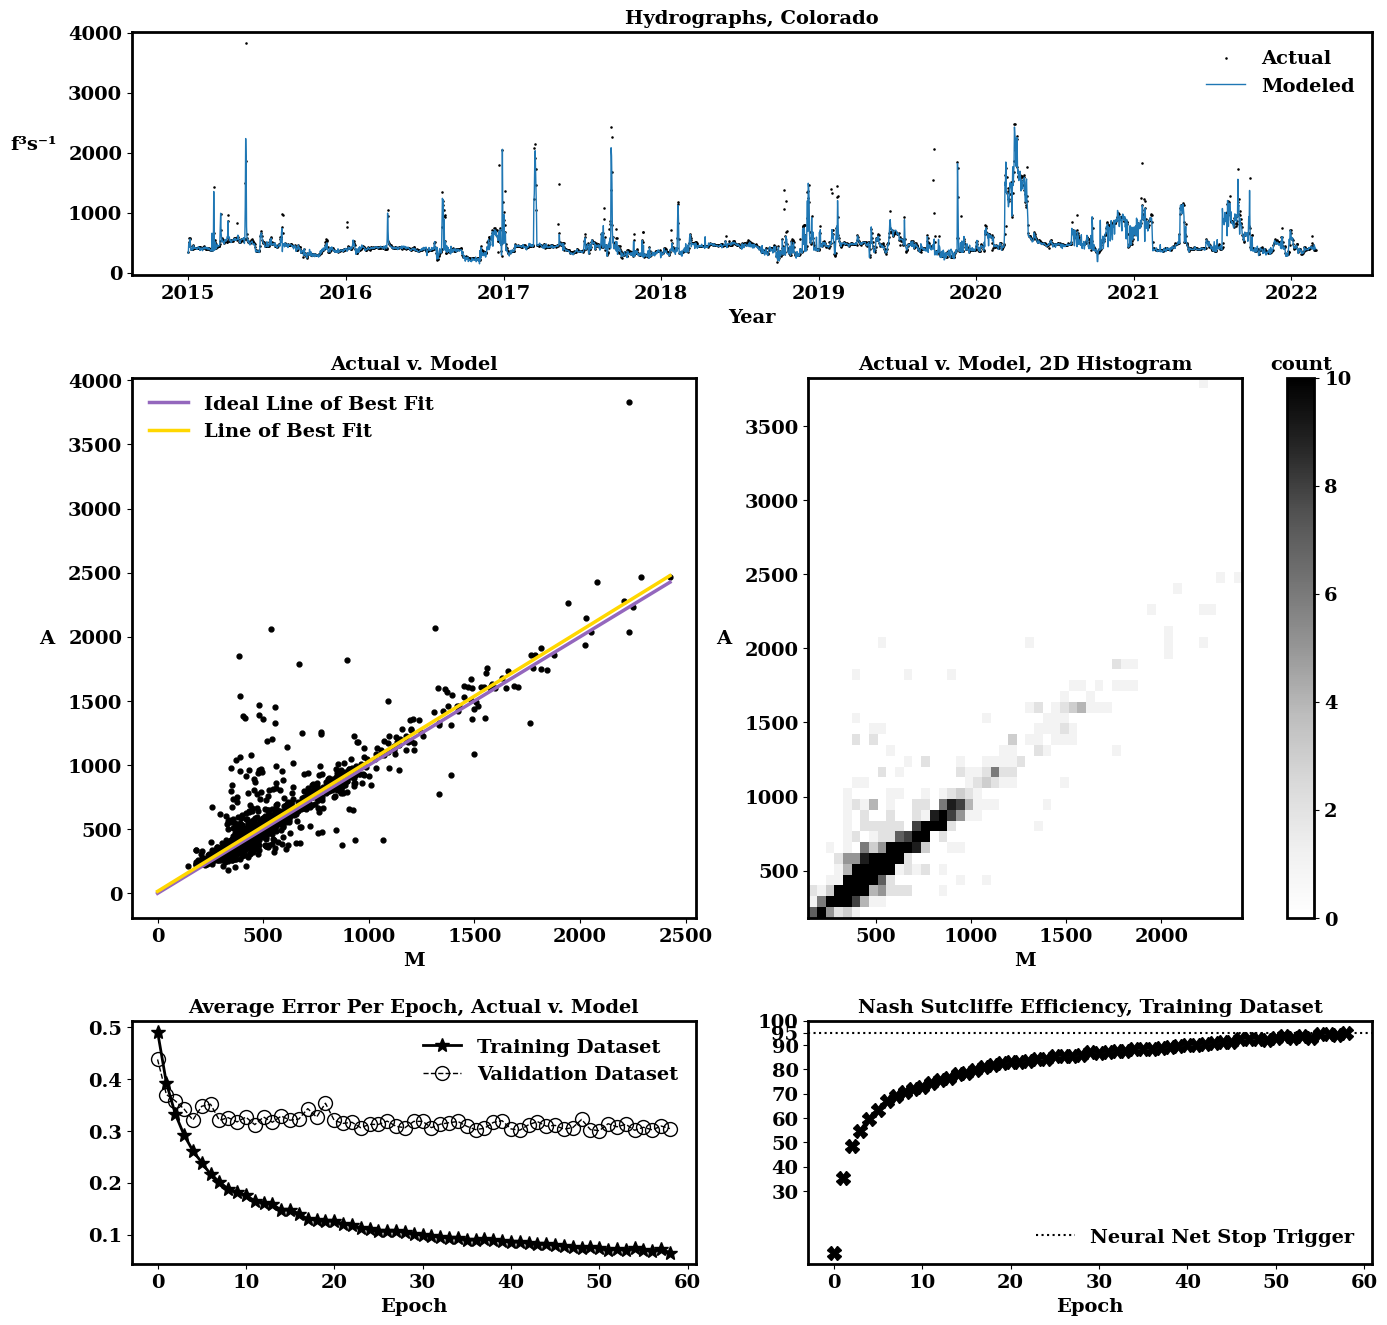 Hydrographs, Colorado
4000
3000
f³s⁻¹
2000
1000
0
Actual
Modeled
2015 2016 2017 2018 2019 2020 2021 2022
Year
Actual v. Model
4000
3500
3000
2500
A
2000
1500
1000
500
0
Ideal Line of Best Fit
Line of Best Fit
0 500 1000 1500 2000 2500
M
Actual v. Model, 2D Histogram
3500
3000
2500
A
2000
1500
1000
500
500 1000 1500 2000
M
count
10
8
6
4
2
0
Average Error Per Epoch, Actual v. Model
0.5
0.4
0.3
0.2
0.1
Training Dataset
Validation Dataset
0 10 20 30 40 50 60
Epoch
Nash Sutcliffe Efficiency, Training Dataset
100
95
90
80
70
60
50
40
30
Neural Net Stop Trigger
0 10 20 30 40 50 60
Epoch